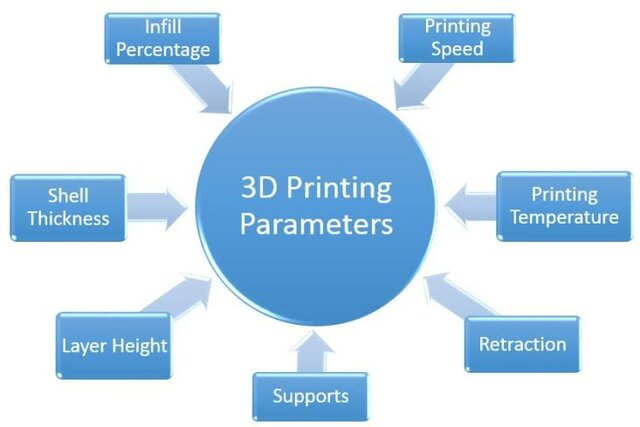 Infill
Percentage
Printing
Speed
Shell
Thickness
3D Printing
Parameters
Printing
Temperature
Layer Height
Retraction
Supports